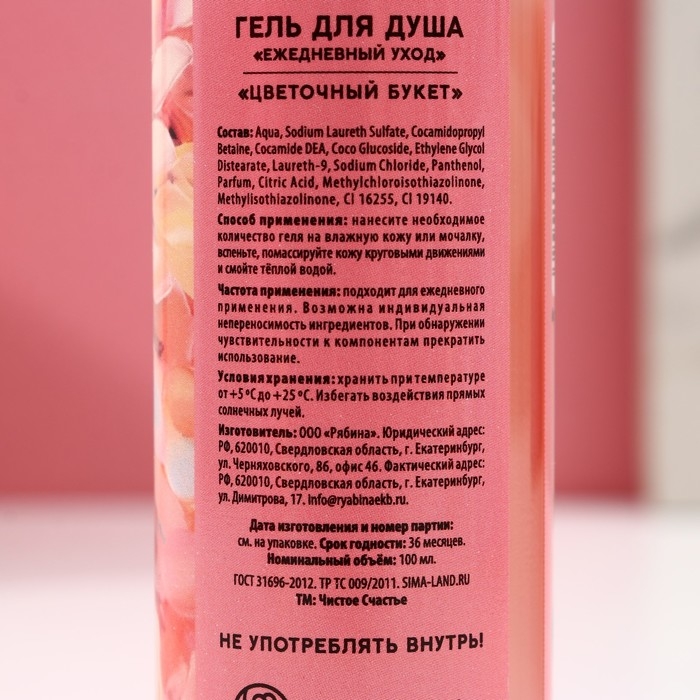 ГЕЛЬ ДЛЯ ДУША
«ЕЖЕДНЕВНЫЙ УХОД»
«ЦВЕТОЧНЫЙ БУКЕТ»
Состав: Aqua, Sodium Laureth Sulfate, Cocamidopropyl
Betaine, Cocamide DEA, Coco Glucoside, Ethylene Glycol
Distearate, Laureth-9, Sodium Chloride, Panthenol,
Parfum, Citric Acid, Methylchloroisothiazolinone,
Methylisothiazolinone, CI 16255, CI 19140.
Способ применения: нанесите необходимое
количество геля на влажную кожу или мочалку,
вспеньте, помассируйте кожу круговыми движениями
и смойте тёплой водой.
Частота применения: подходит для ежедневного
применения. Возможна индивидуальная
непереносимость ингредиентов. При обнаружении
чувствительности к компонентам прекратить
использование.
Условия хранения: хранить при температуре
от +5 °С до +25 °С. Избегать воздействия прямых
солнечных лучей.
Изготовитель: ООО «Рябина». Юридический адрес:
РФ, 620010, Свердловская область, г. Екатеринбург,
ул. Черняховского, 86, офис 46. Фактический адрес:
РФ, 620010, Свердловская область, г. Екатеринбург,
ул. Димитрова, 17. info@ryabinaekb.ru.
Дата изготовления и номер партии:
см. на упаковке. Срок годности: 36 месяцев.
Номинальный объём: 100 мл.
ГОСТ 31696-2012. ТР ТС 009/2011. SIMA-LAND.RU
ТМ: Чистое Счастье
НЕ УПОТРЕБЛЯТЬ ВНУТРЬ!